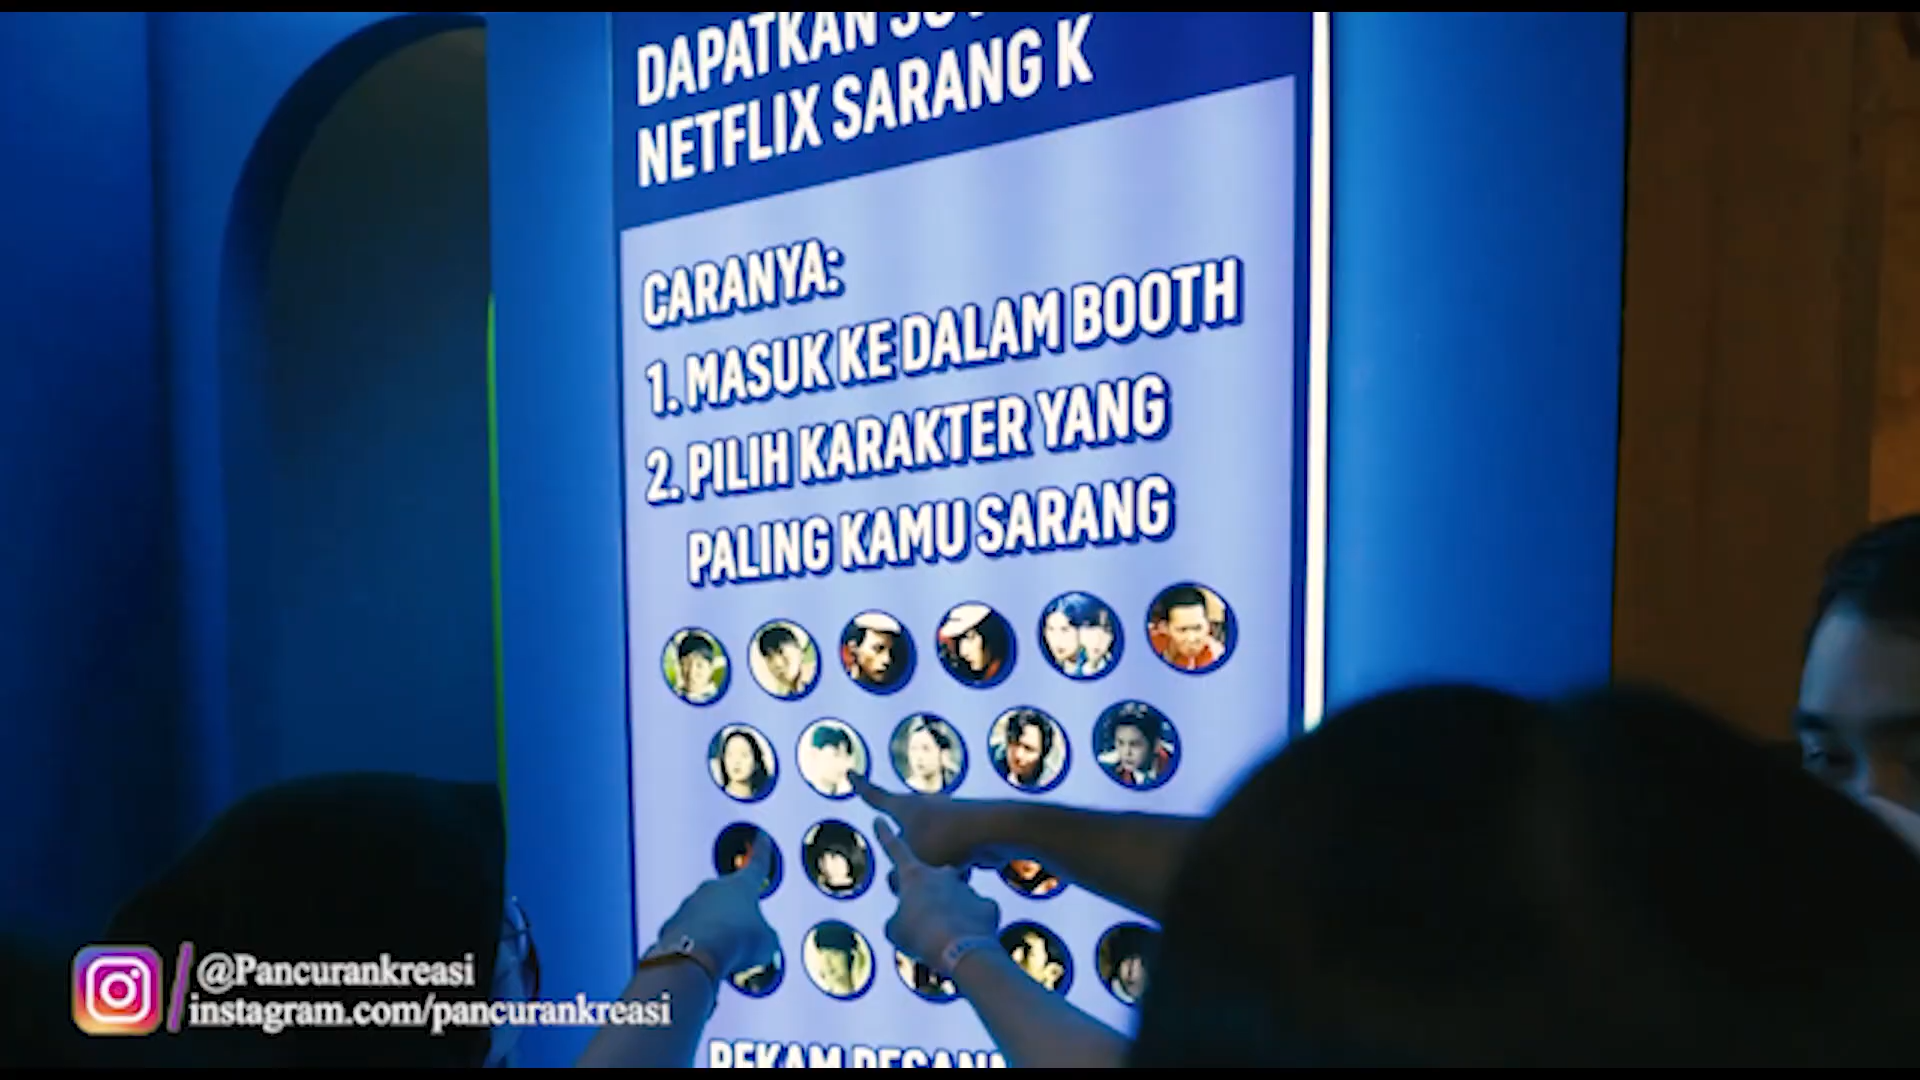 DAPATKAN
NETFLIX SARANG K
CARANYA:
1. MASUK KE DALAM BOOTH
2. PILIH KARAKTER YANG
PALING KAMU SARANG
@Pancurankreasi
instagram.com/pancurankreasi